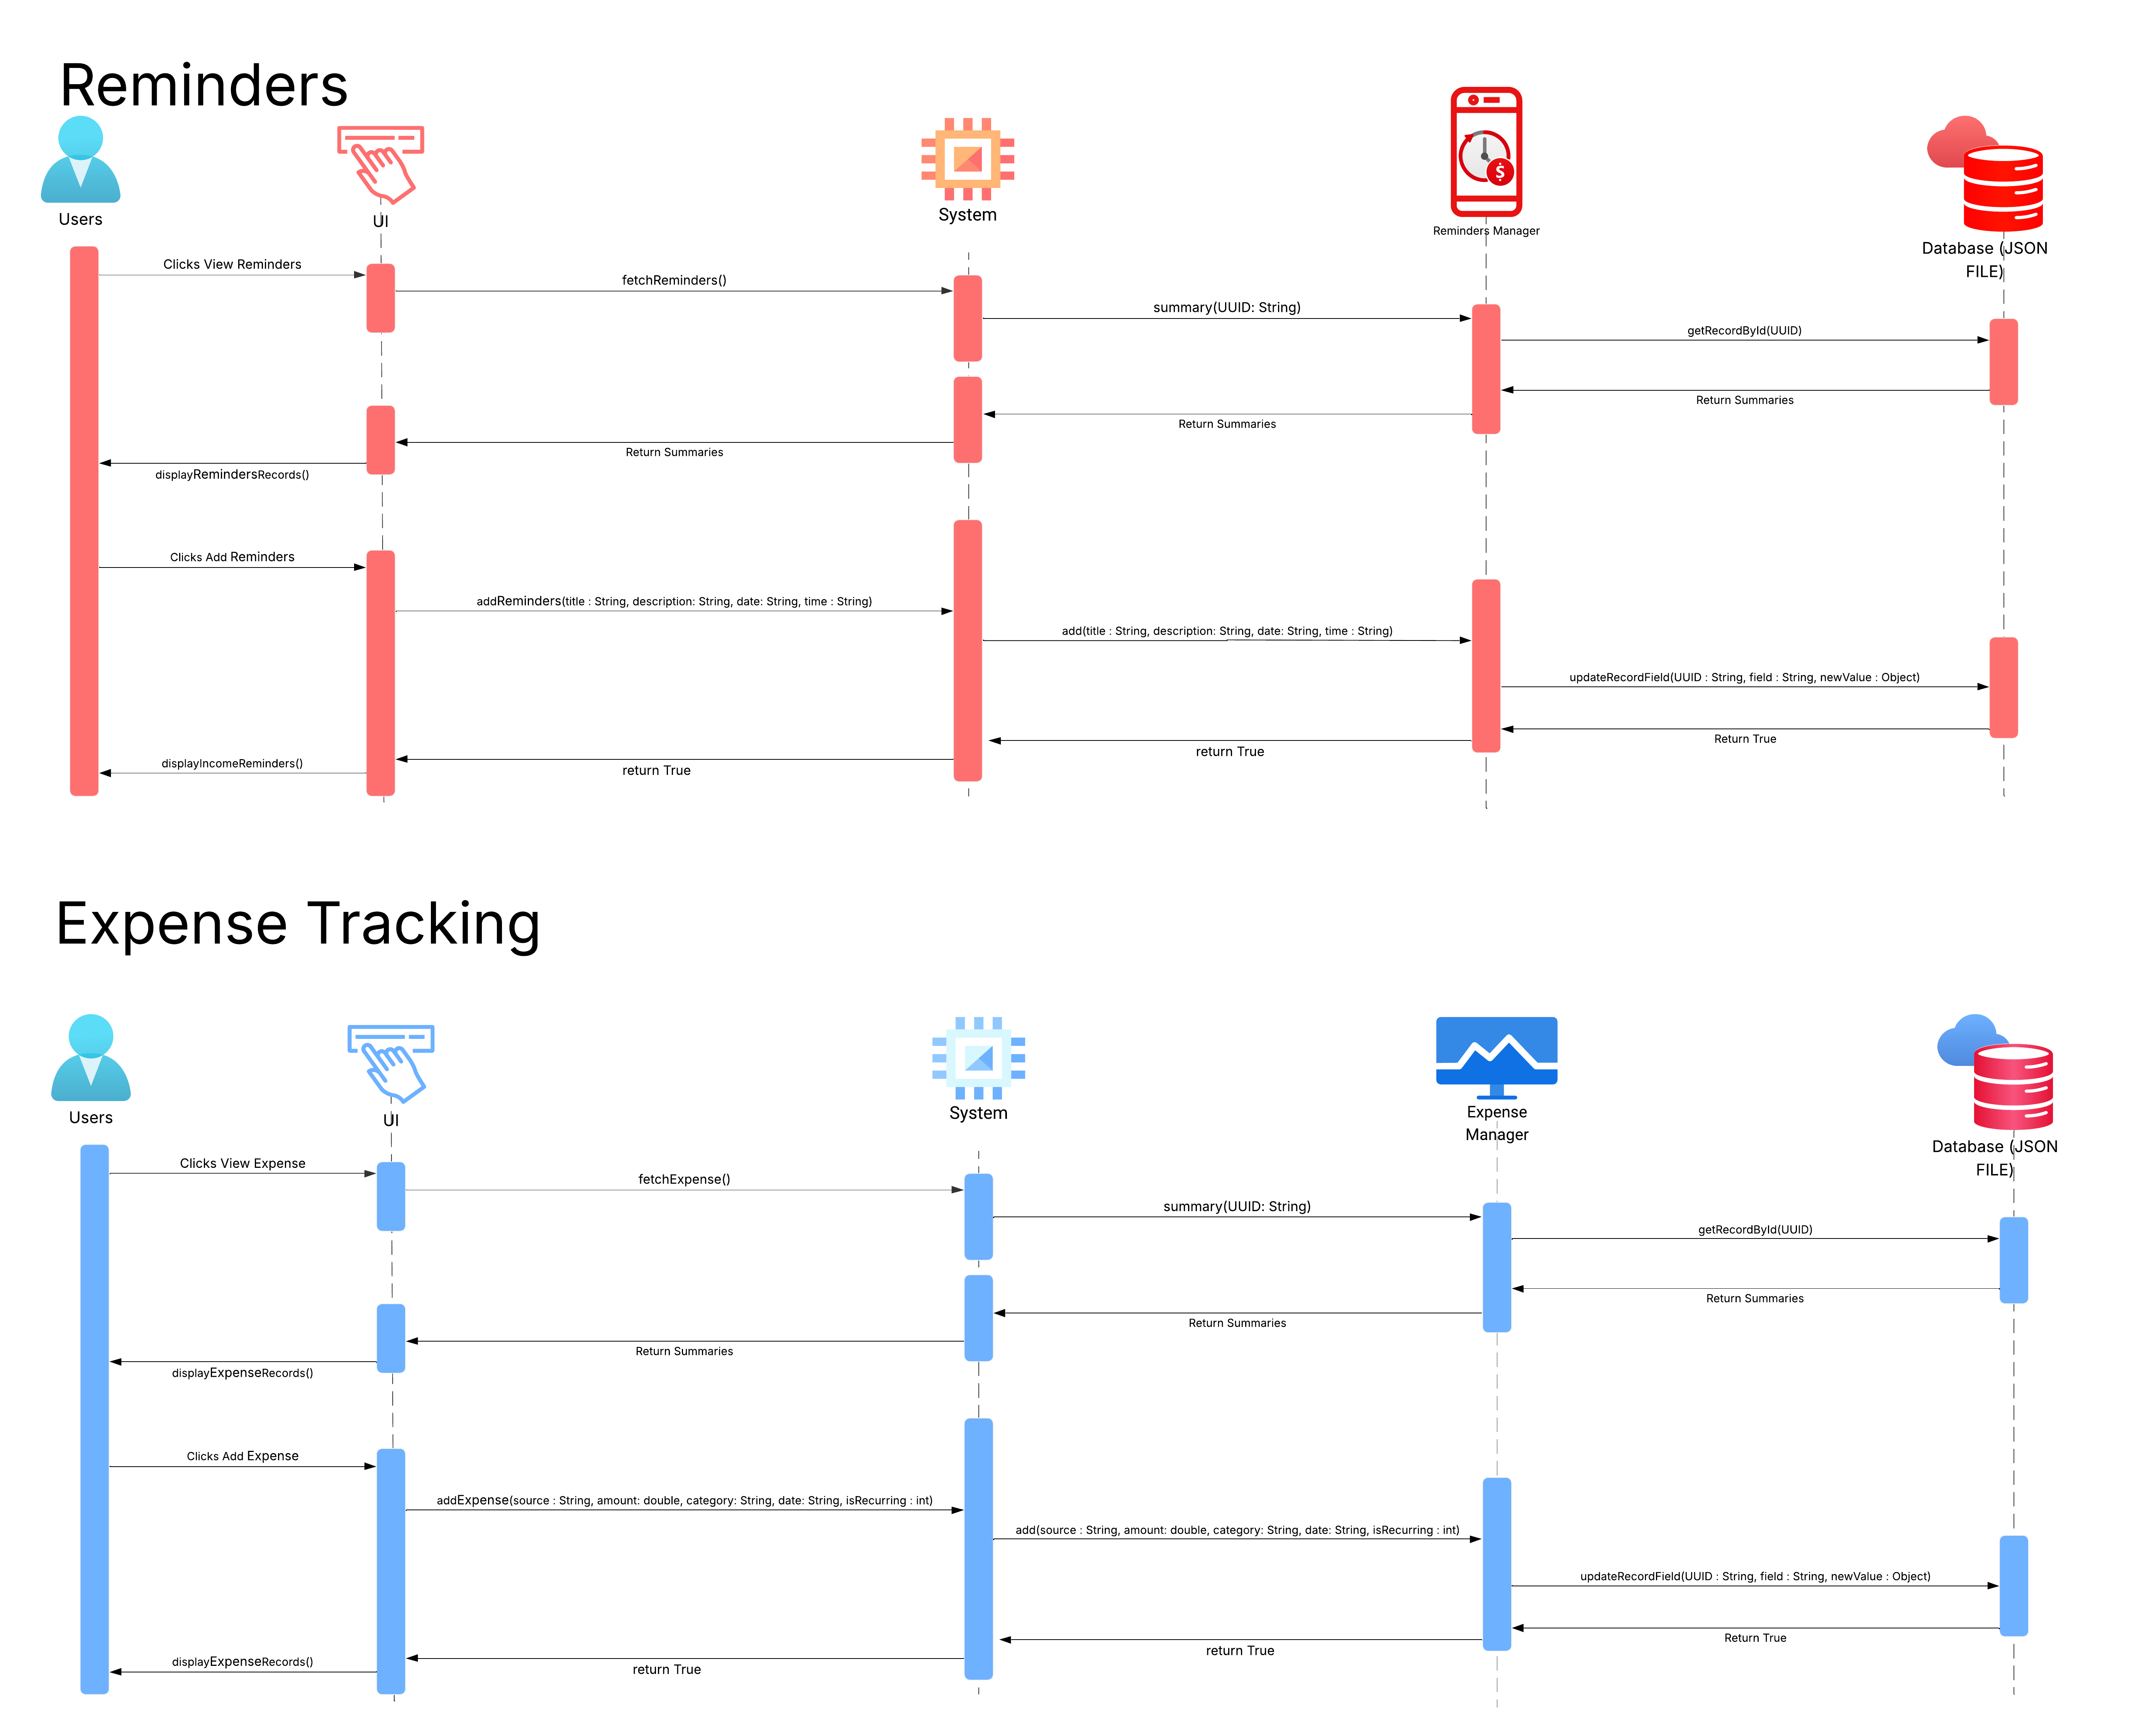 Reminders
Users
UI
System
Reminders Manager
Database (JSON
FILE)
Clicks View Reminders
fetchReminders()
summary(UUID: String)
getRecordById(UUID)
Return Summaries
Return Summaries
Return Summaries
displayRemindersRecords()
Clicks Add Reminders
addReminders(title : String, description: String, date: String, time : String)
add(title : String, description: String, date: String, time : String)
updateRecordField(UUID : String, field : String, newValue : Object)
Return True
return True
return True
displayIncomeReminders()
Expense Tracking
Users
UI
System
Expense
Manager
Database (JSON
FILE)
Clicks View Expense
fetchExpense()
summary(UUID: String)
getRecordById(UUID)
Return Summaries
Return Summaries
Return Summaries
displayExpenseRecords()
Clicks Add Expense
addExpense(source : String, amount: double, category: String, date: String, isRecurring : int)
add(source : String, amount: double, category: String, date: String, isRecurring : int)
updateRecordField(UUID : String, field : String, newValue : Object)
Return True
return True
return True
displayExpenseRecords()